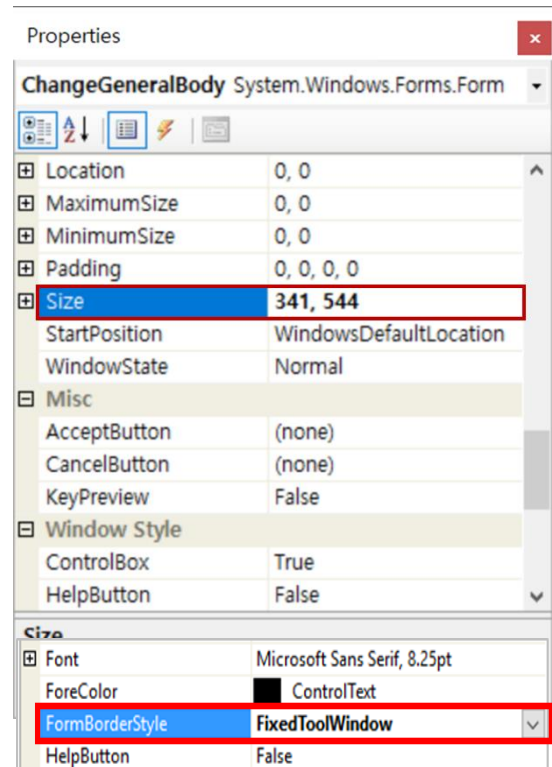 Properties
ChangeGeneralBody System.Windows.Forms.Form
Location 0, 0
MaximumSize 0, 0
MinimumSize 0, 0
Padding 0, 0, 0, 0
Size 341, 544
StartPosition WindowsDefaultLocation
WindowState Normal
Misc
AcceptButton (none)
CancelButton (none)
KeyPreview False
Window Style
ControlBox True
HelpButton False
Size
Font Microsoft Sans Serif, 8.25pt
ForeColor ControlText
FormBorderStyle FixedToolWindow
HelpButton False